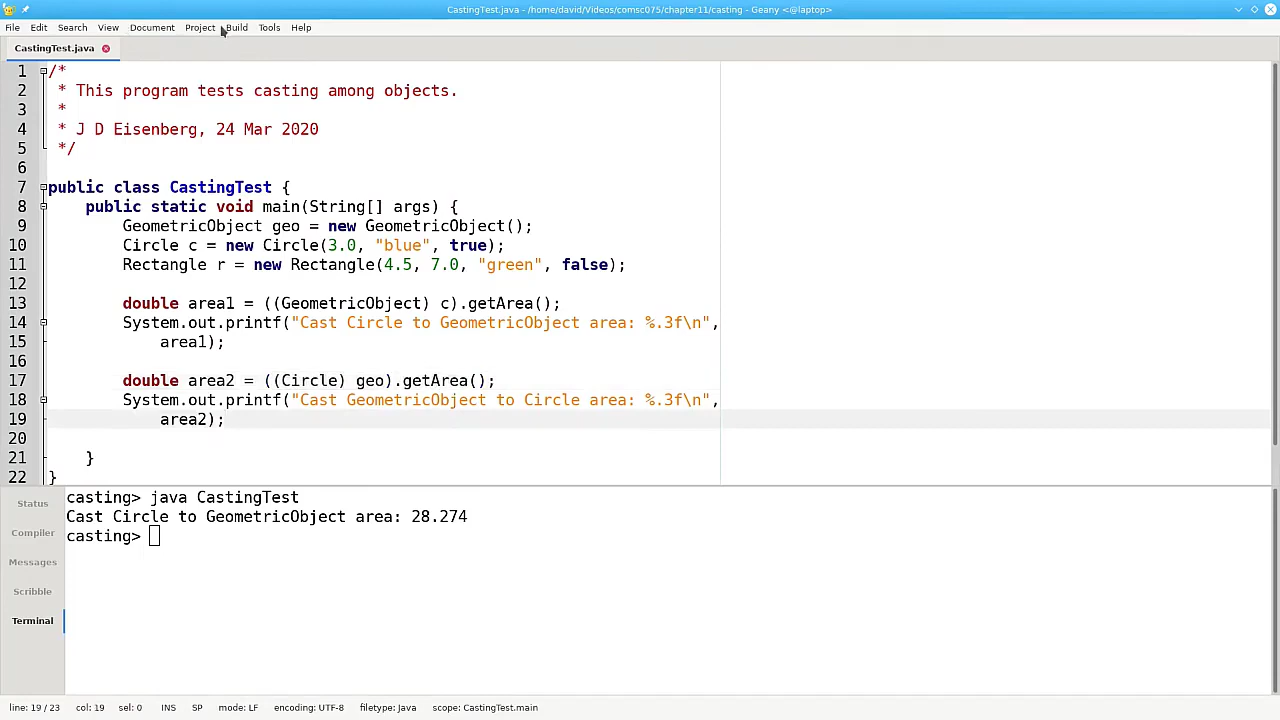 CastingTest.java - /home/david/Videos/comsc075/chapter11/casting - Geany <@laptop>
File Edit Search View Document Project Build Tools Help
CastingTest.java
1 /*
2  * This program tests casting among objects.
3  *
4  * J D Eisenberg, 24 Mar 2020
5  */
6
7 public class CastingTest {
8     public static void main(String[] args) {
9         GeometricObject geo = new GeometricObject();
10         Circle c = new Circle(3.0, "blue", true);
11         Rectangle r = new Rectangle(4.5, 7.0, "green", false);
12
13         double area1 = ((GeometricObject) c).getArea();
14         System.out.printf("Cast Circle to GeometricObject area: %.3f\n",
15             area1);
16
17         double area2 = ((Circle) geo).getArea();
18         System.out.printf("Cast GeometricObject to Circle area: %.3f\n",
19             area2);
20
21     }
22 }
Status
Compiler
Messages
Scribble
Terminal
casting> java CastingTest
Cast Circle to GeometricObject area: 28.274
casting>
line: 19 / 23 col: 19 sel: 0 INS SP mode: LF encoding: UTF-8 filetype: Java scope: CastingTest.main